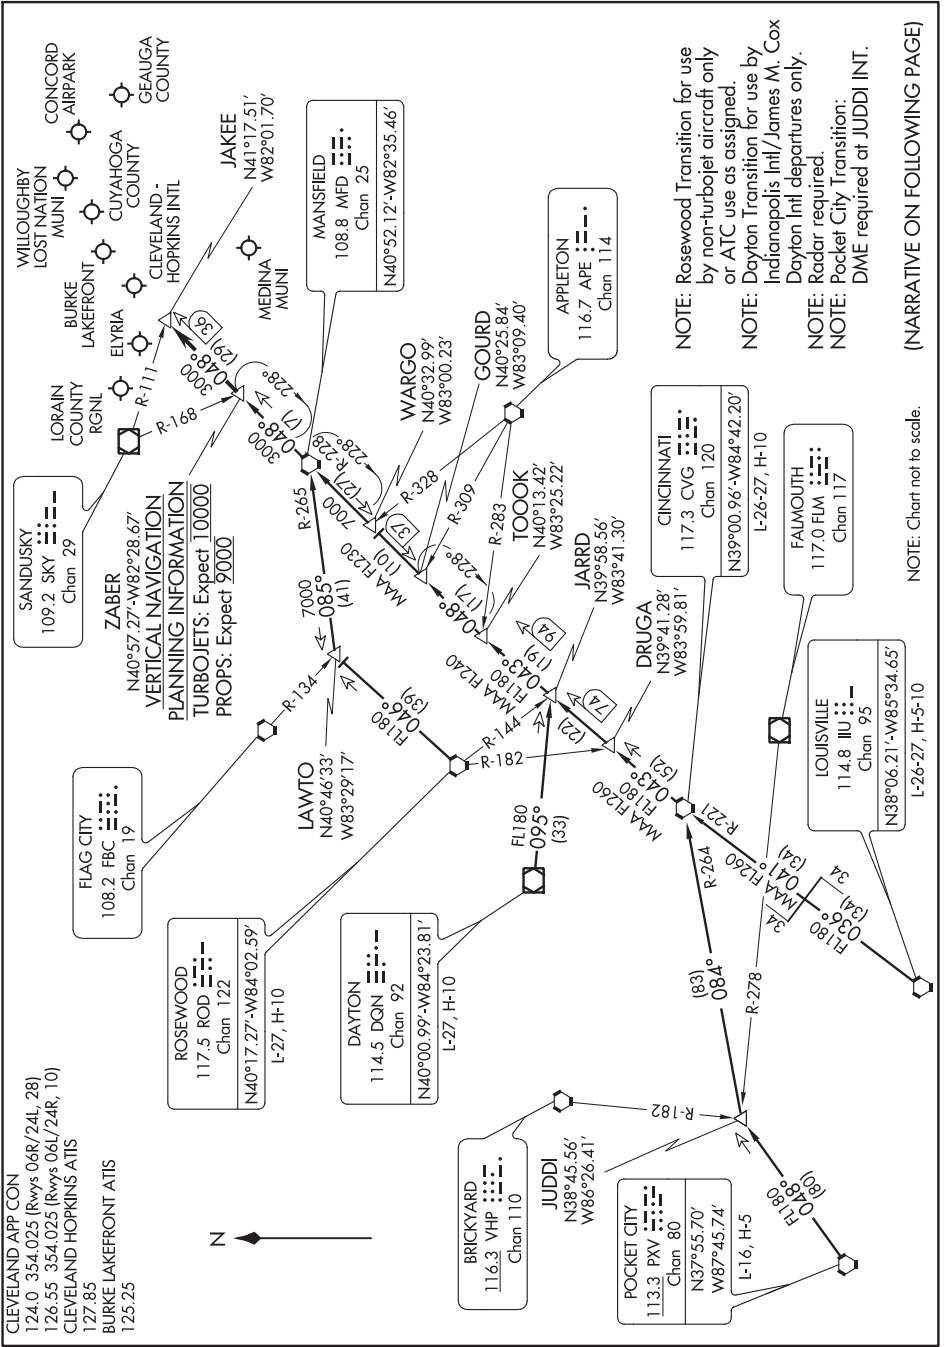 CLEVELAND APP CON
124.0 354.025 (Rwys 06R/24L, 28)
126.55 354.025 (Rwys 06L/24R, 10)
CLEVELAND HOPKINS ATIS
127.85
BURKE LAKEFRONT ATIS
125.25
N
SANDUSKY
109.2 SKY
Chan 29
ZABER
N40°57.27'-W82°28.67'
VERTICAL NAVIGATION
PLANNING INFORMATION
TURBOJETS: Expect 10000
PROPS: Expect 9000
LORAIN
COUNTY
RGNL
ELYRIA
BURKE
LAKEFRONT
WILLOUGHBY
LOST NATION
MUNI
CONCORD
AIRPARK
CUYAHOGA
COUNTY
GEAUGA
COUNTY
CLEVELAND-
HOPKINS INTL
MEDINA
MUNI
JAKEE
N41°17.51'
W82°01.70'
R-111
R-168
36
(29)
048°
3000
228°
(7)
048°
3000
MANSFIELD
108.8 MFD
Chan 25
N40°52.12'-W82°35.46'
R-265
R-228
228°
(27)
7000
WARGO
N40°32.99'
W83°00.23'
R-328
37
(10)
MAA FL230
GOURD
N40°25.84'
W83°09.40'
R-309
APPLETON
116.7 APE
Chan 114
R-283
228°
(17)
048°
TOOOK
N40°13.42'
W83°25.22'
94
(19)
043°
FL180
MAA FL240
JARRD
N39°58.56'
W83°41.30'
74
(22)
DRUGA
N39°41.28'
W83°59.81'
(52)
043°
FL180
MAA FL260
FLAG CITY
108.2 FBC
Chan 19
R-134
LAWTO
N40°46'33'
W83°29'17'
7000
085°
(41)
FL180
046°
(39)
ROSEWOOD
117.5 ROD
Chan 122
N40°17.27'-W84°02.59'
L-27, H-10
R-144
R-182
DAYTON
114.5 DQN
Chan 92
N40°00.99'-W84°23.81'
L-27, H-10
FL180
095°
(33)
CINCINNATI
117.3 CVG
Chan 120
N39°00.96'-W84°42.20'
L-26-27, H-10
FALMOUTH
117.0 FLM
Chan 117
LOUISVILLE
114.8 IIU
Chan 95
N38°06.21'-W85°34.65'
L-26-27, H-5-10
R-221
(34)
041°
MAA FL260
34
34
(34)
036°
FL180
R-264
(83)
084°
R-278
BRICKYARD
116.3 VHP
Chan 110
R-182
JUDDI
N38°45.56'
W86°26.41'
POCKET CITY
113.3 PXV
Chan 80
N37°55.70'
W87°45.74'
L-16, H-5
FL180
048°
(80)
NOTE: Rosewood Transition for use
by non-turbojet aircraft only
or ATC use as assigned.
NOTE: Dayton Transition for use by
Indianapolis Intl/James M. Cox
Dayton Intl departures only.
NOTE: Radar required.
NOTE: Pocket City Transition:
DME required at JUDDI INT.
(NARRATIVE ON FOLLOWING PAGE)
NOTE: Chart not to scale.